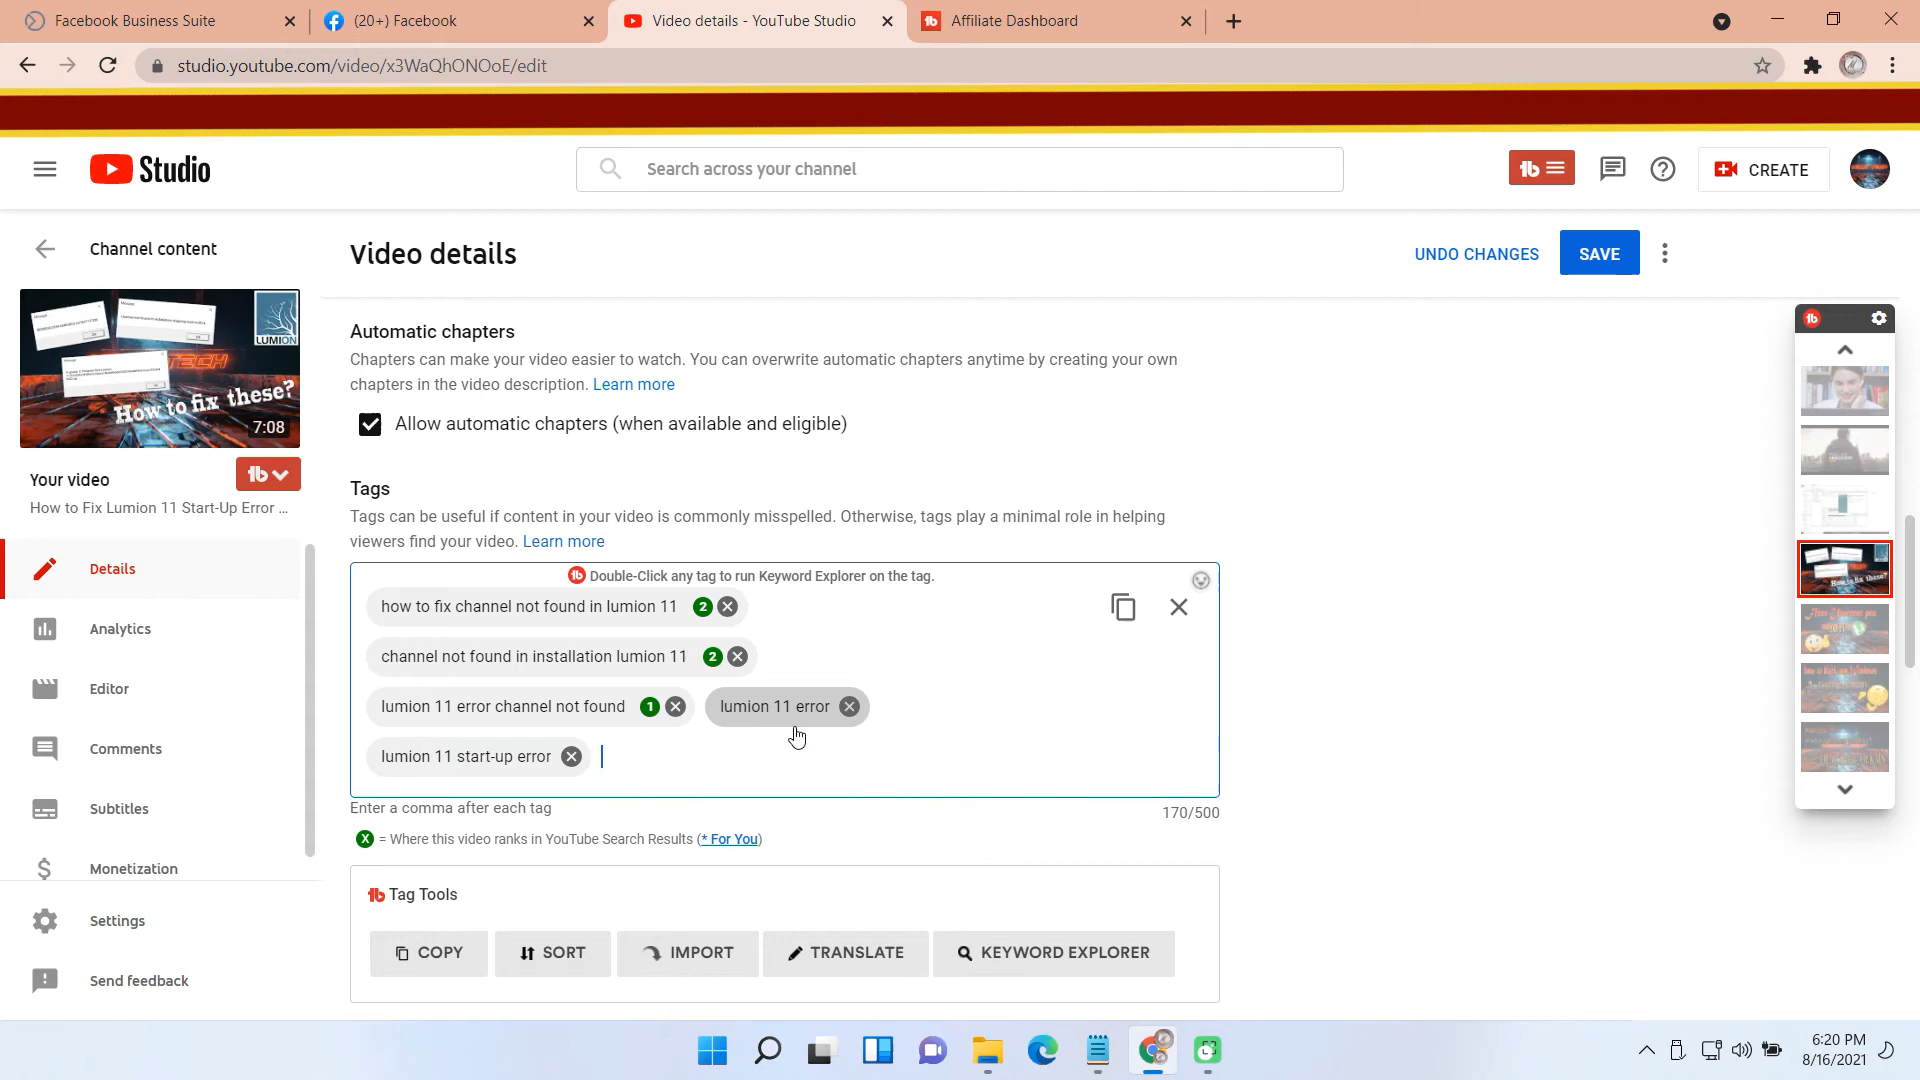 Facebook Business Suite
(20+) Facebook
Video details - YouTube Studio
Affiliate Dashboard
studio.youtube.com/video/x3WaQhONOoE/edit
Studio
Search across your channel
tb
CREATE
Channel content
Video details
UNDO CHANGES
SAVE
LUMION
How to fix these?
7:08
Your video
tb
How to Fix Lumion 11 Start-Up Error ...
Details
Analytics
Editor
Comments
Subtitles
Monetization
Settings
Send feedback
Automatic chapters
Chapters can make your video easier to watch. You can overwrite automatic chapters anytime by creating your own
chapters in the video description. Learn more
Allow automatic chapters (when available and eligible)
Tags
Tags can be useful if content in your video is commonly misspelled. Otherwise, tags play a minimal role in helping
viewers find your video. Learn more
Double-Click any tag to run Keyword Explorer on the tag.
how to fix channel not found in lumion 11 2
channel not found in installation lumion 11 2
lumion 11 error channel not found 1 lumion 11 error
lumion 11 start-up error
Enter a comma after each tag
170/500
X = Where this video ranks in YouTube Search Results (* For You)
tb Tag Tools
COPY
SORT
IMPORT
TRANSLATE
KEYWORD EXPLORER
6:20 PM
8/16/2021